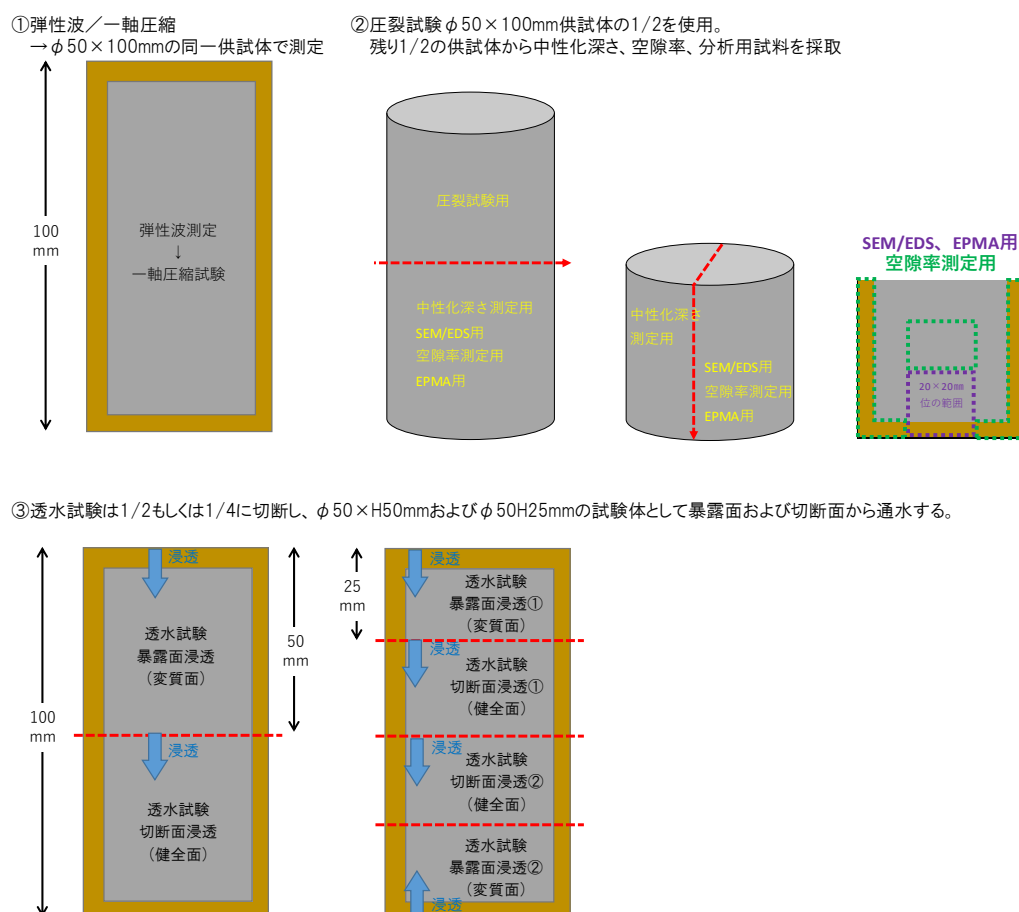 ①弾性波／一軸圧縮
→φ50×100mmの同一供試体で測定
②圧裂試験φ50×100mm供試体の1/2を使用。
残り1/2の供試体から中性化深さ、空隙率、分析用試料を採取
100
mm
弾性波測定
↓
一軸圧縮試験
圧裂試験用
中性化深さ測定用
SEM/EDS用
空隙率測定用
EPMA用
中性化深さ
測定用
SEM/EDS用
空隙率測定用
EPMA用
SEM/EDS、EPMA用
空隙率測定用
20×20㎜
位の範囲
③透水試験は1/2もしくは1/4に切断し、φ50×H50mmおよびφ50H25mmの試験体として暴露面および切断面から通水する。
100
mm
浸透
透水試験
暴露面浸透
（変質面）
50
mm
浸透
透水試験
切断面浸透
（健全面）
25
mm
浸透
透水試験
暴露面浸透①
（変質面）
浸透
透水試験
切断面浸透①
（健全面）
浸透
透水試験
切断面浸透②
（健全面）
透水試験
暴露面浸透②
（変質面）
浸透